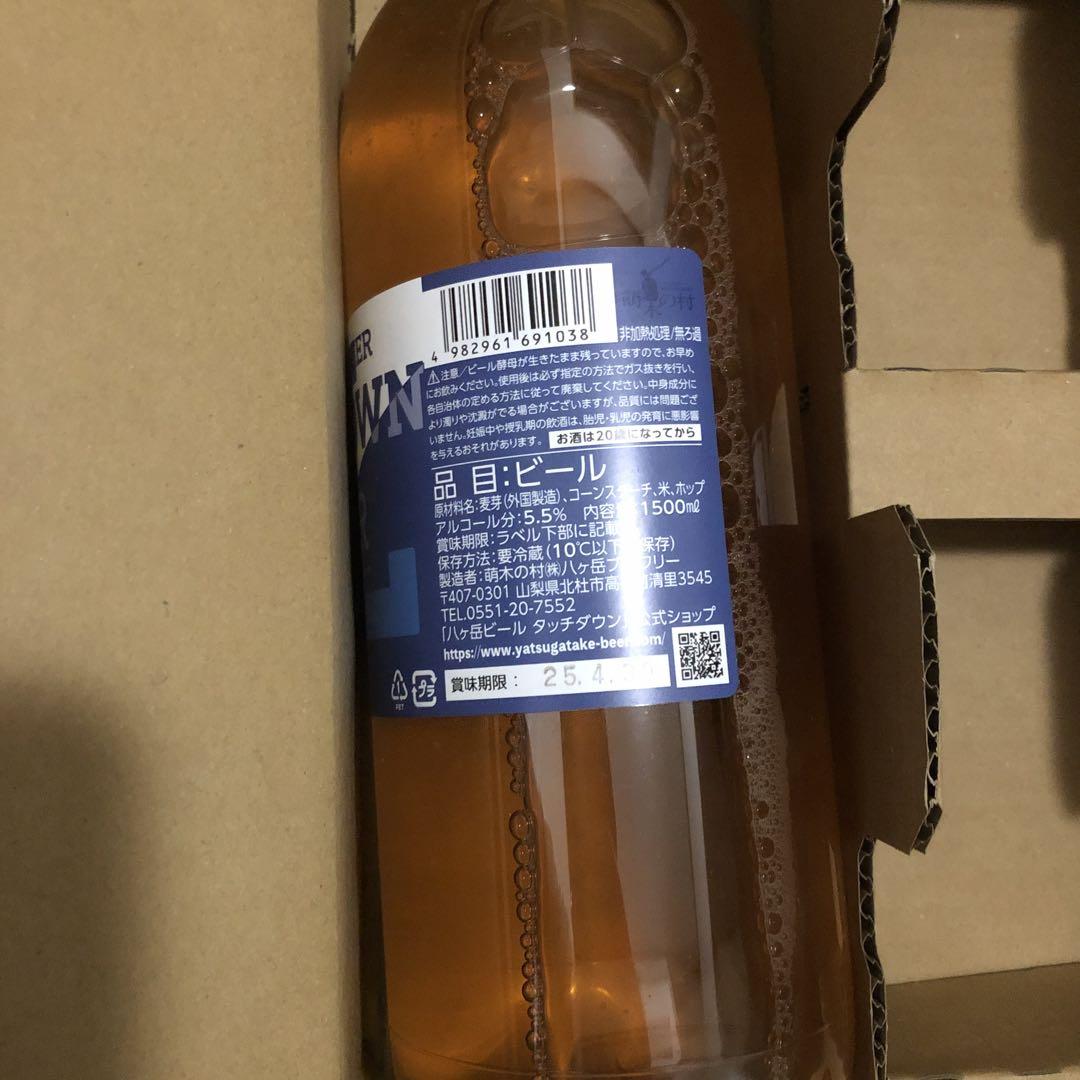 萌木の村
4 982961 691038
非加熱処理/無ろ過
WN
⚠注意/ビール酵母が生きたまま残っていますので、お早め
にお飲みください。使用後は必ず指定の方法でガス抜きを行い、
各自治体の定める方法に従って廃棄してください。中身成分に
より濁りや沈澱がでる場合がございますが、品質には問題ござ
いません。妊娠中や授乳期の飲酒は、胎児・乳児の発育に悪影響
を与えるおそれがあります。 お酒は20歳になってから
品目:ビール
原材料名:麦芽(外国製造)、コーンスターチ、米、ホップ
アルコール分:5.5% 内容量:1500㎖
賞味期限:ラベル下部に記載
保存方法:要冷蔵(10℃以下 保存)
製造者:萌木の村㈱八ヶ岳ブルワリー
〒407-0301 山梨県北杜市高 町清里3545
TEL.0551-20-7552
「八ヶ岳ビール タッチダウン」公式ショップ
https://www.yatsugatake-beer.com/
PET
プラ
賞味期限: 25.4.30